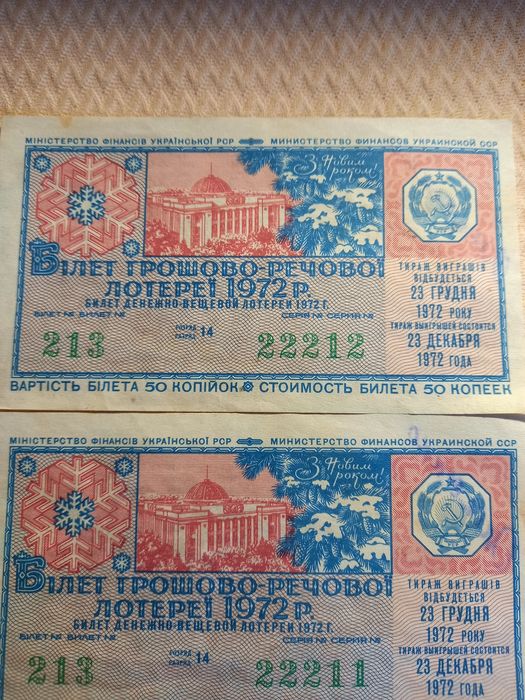 МІНІСТЕРСТВО ФІНАНСІВ УКРАЇНСЬКОЇ РСР МИНИСТЕРСТВО ФИНАНСОВ УКРАИНСКОЙ ССР
З Новим
роком!
БІЛЕТ ГРОШОВО-РЕЧОВОЇ
ЛОТЕРЕЇ 1972 Р.
БИЛЕТ ДЕНЕЖНО-ВЕЩЕВОЙ ЛОТЕРЕИ 1972 Г.
БІЛЕТ № БИЛЕТ № СЕРІЯ № СЕРИЯ №
РОЗРЯД
РАЗРЯД 14
213 22212
ТИРАЖ ВИГРАШІВ
ВІДБУДЕТЬСЯ
23 ГРУДНЯ
1972 РОКУ
ТИРАЖ ВЫИГРЫШЕЙ СОСТОИТСЯ
23 ДЕКАБРЯ
1972 ГОДА
ВАРТІСТЬ БІЛЕТА 50 КОПІЙОК СТОИМОСТЬ БИЛЕТА 50 КОПЕЕК
МІНІСТЕРСТВО ФІНАНСІВ УКРАЇНСЬКОЇ РСР МИНИСТЕРСТВО ФИНАНСОВ УКРАИНСКОЙ ССР
З Новим
роком!
БІЛЕТ ГРОШОВО-РЕЧОВОЇ
ЛОТЕРЕЇ 1972 Р.
БИЛЕТ ДЕНЕЖНО-ВЕЩЕВОЙ ЛОТЕРЕИ 1972 Г.
БІЛЕТ № БИЛЕТ № СЕРІЯ № СЕРИЯ №
РОЗРЯД
РАЗРЯД 14
213 22211
ТИРАЖ ВИГРАШІВ
ВІДБУДЕТЬСЯ
23 ГРУДНЯ
1972 РОКУ
ТИРАЖ ВЫИГРЫШЕЙ СОСТОИТСЯ
23 ДЕКАБРЯ
1972 ГОДА